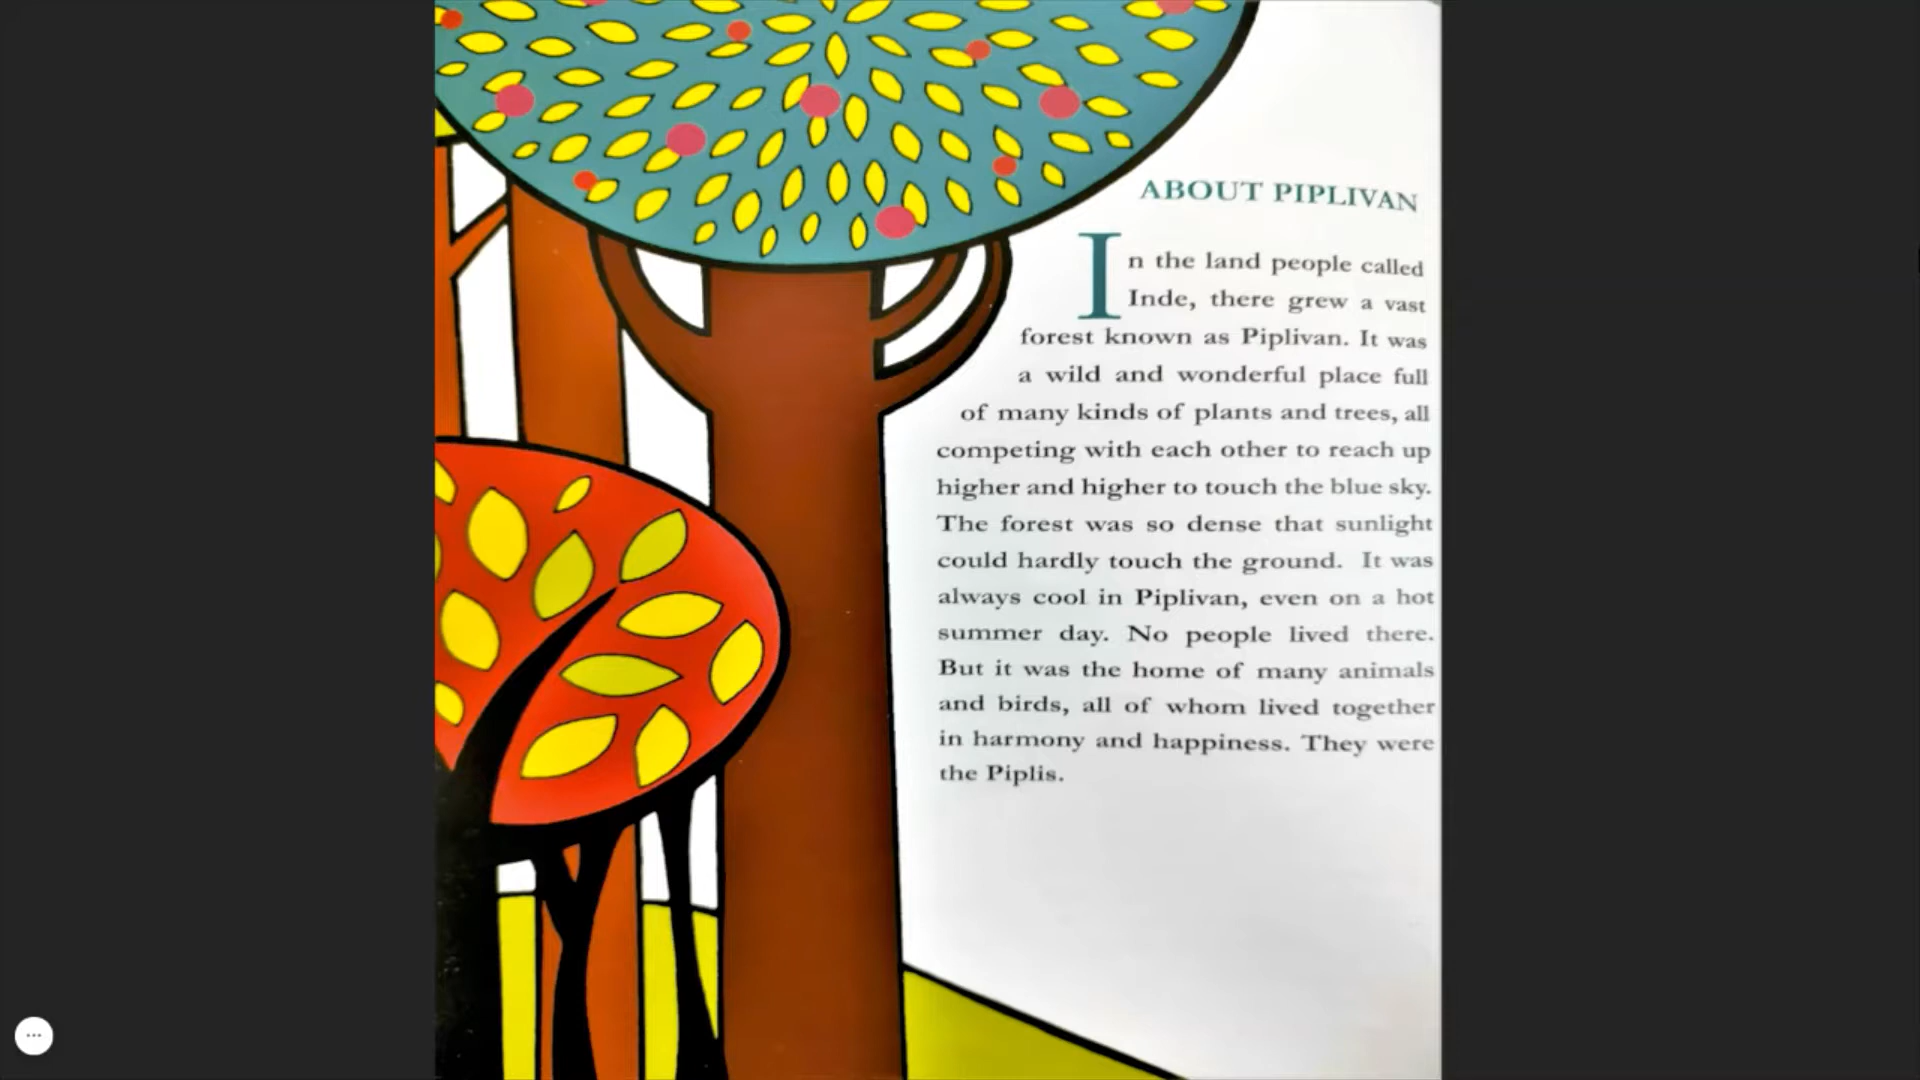 ABOUT PIPLIVAN
In the land people called
Inde, there grew a vast
forest known as Piplivan. It was
a wild and wonderful place full
of many kinds of plants and trees, all
competing with each other to reach up
higher and higher to touch the blue sky.
The forest was so dense that sunlight
could hardly touch the ground. It was
always cool in Piplivan, even on a hot
summer day. No people lived there.
But it was the home of many animals
and birds, all of whom lived together
in harmony and happiness. They were
the Piplis.